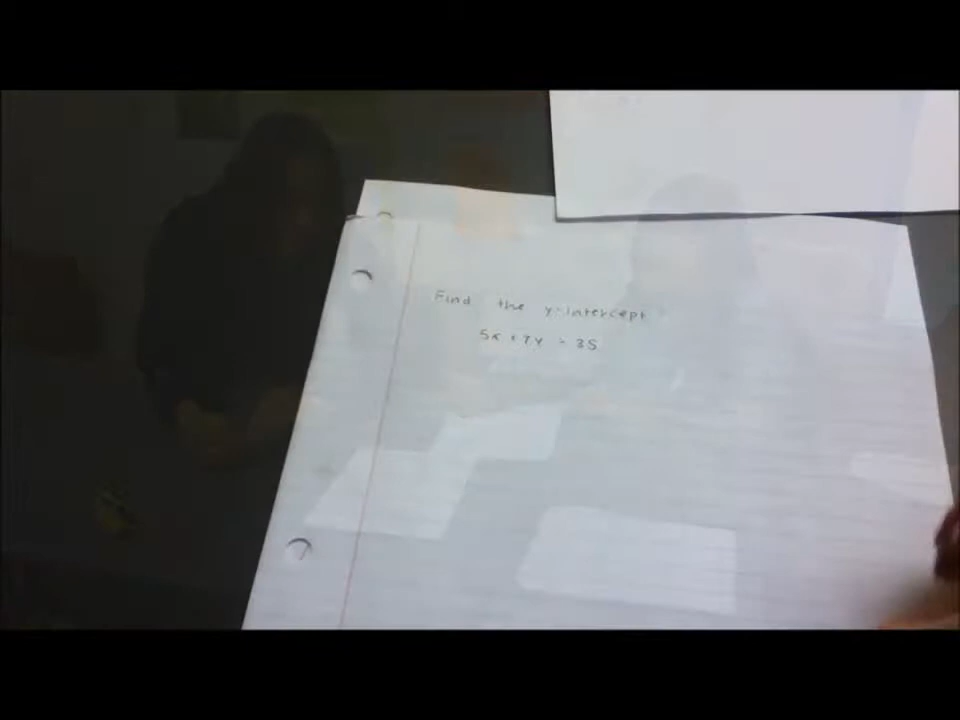 Find the y-intercept
5x + 7y = 35